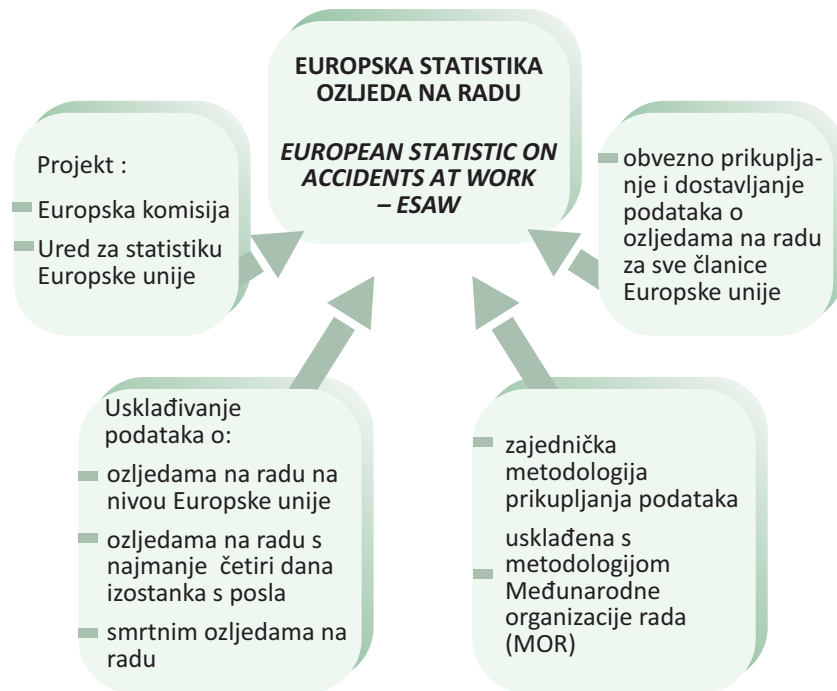 EUROPSKA STATISTIKA
OZLJEDA NA RADU
EUROPEAN STATISTIC ON
ACCIDENTS AT WORK
– ESAW
Projekt :
Europska komisija
Ured za statistiku
Europske unije
obvezno prikuplja-
nje i dostavljanje
podataka o
ozljedama na radu
za sve članice
Europske unije
Usklađivanje
podataka o:
ozljedama na radu na
nivou Europske unije
ozljedama na radu s
najmanje četiri dana
izostanka s posla
smrtnim ozljedama na
radu
zajednička
metodologija
prikupljanja podataka
usklađena s
metodologijom
Međunarodne
organizacije rada
(MOR)